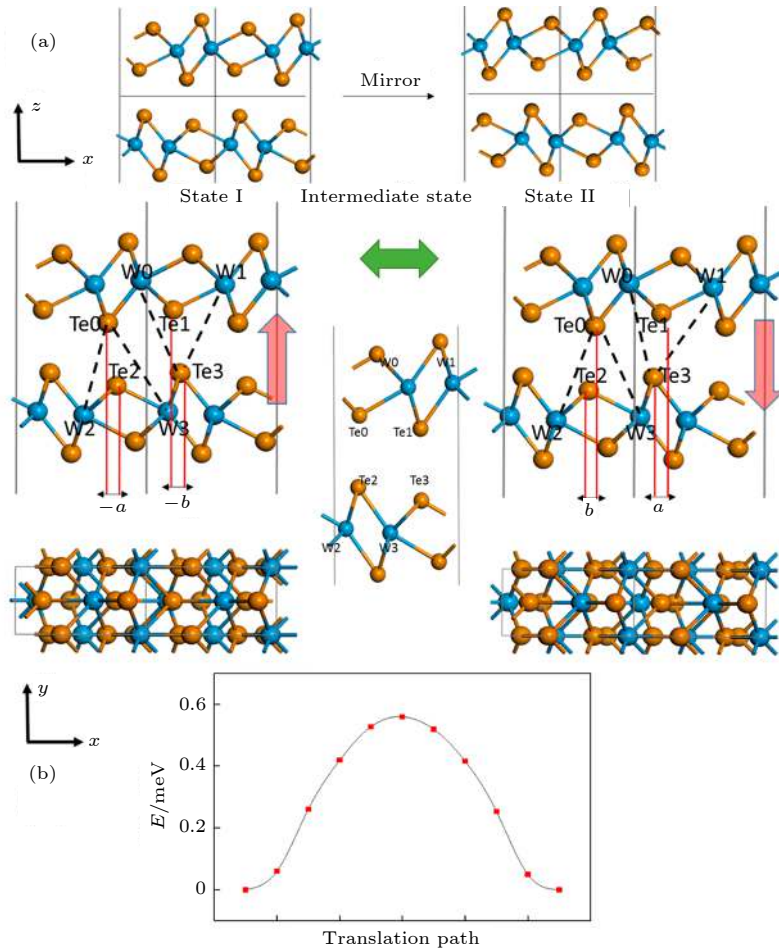 (a)
Mirror
z
x
State I Intermediate state State II
W0 W1
Te0 Te1
Te2 Te3
W2 W3
−a −b
W0 W1
Te0 Te1
Te2 Te3
W2 W3
W0 W1
Te0 Te1
Te2 Te3
W2 W3
b a
y
x
(b)
E/meV
0.6
0.4
0.2
0
Translation path